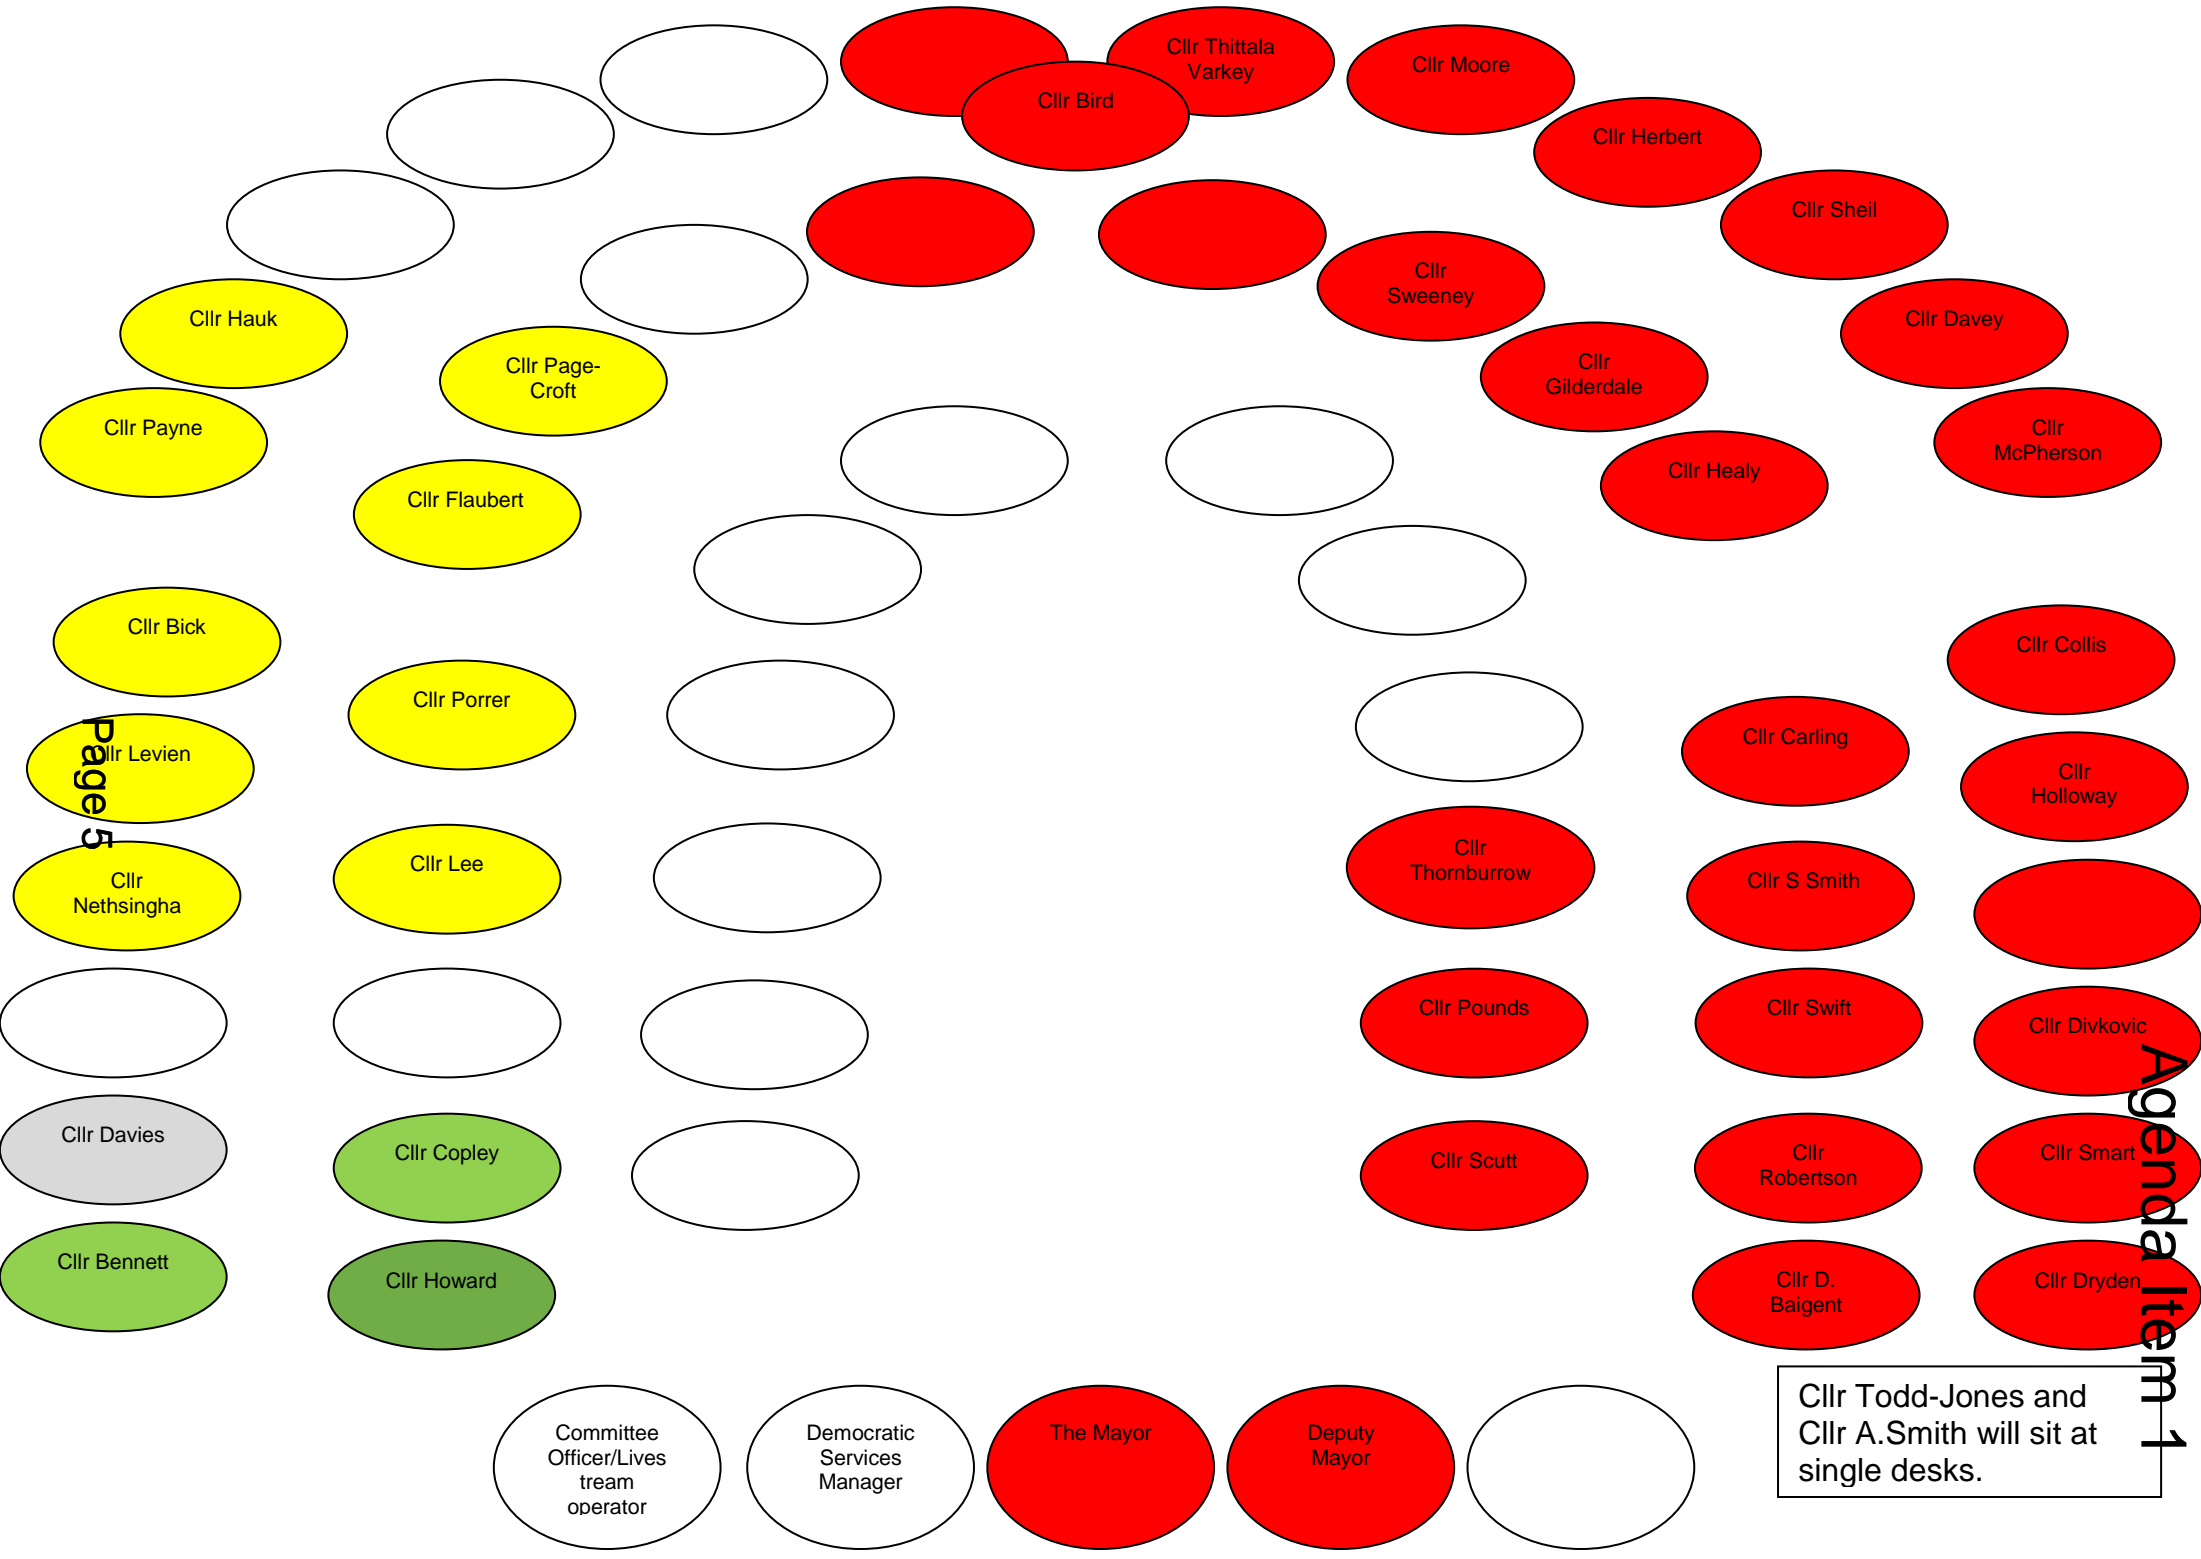 Cllr Thittala
Varkey
Cllr Moore
Cllr Bird
Cllr Herbert
Cllr Sheil
Cllr Sweeney
Cllr Hauk
Cllr Davey
Cllr Page-
Croft
Cllr
Gilderdale
Cllr Payne
Cllr
McPherson
Cllr Healy
Cllr Flaubert
Cllr Bick
Cllr Collis
Cllr Porrer
Cllr Carling
Page 5
Cllr Levien
Cllr
Holloway
Cllr
Thornburrow
Cllr Lee
Cllr S Smith
Cllr
Nethsingha
Cllr Pounds
Cllr Swift
Cllr Divkovic
Agenda Item 1
Cllr Davies
Cllr Copley
Cllr Scutt
Cllr
Robertson
Cllr Smart
Cllr Bennett
Cllr Howard
Cllr D.
Baigent
Cllr Dryden
Committee
Officer/Lives
tream
operator
Democratic
Services
Manager
The Mayor
Deputy
Mayor
Cllr Todd-Jones and
Cllr A.Smith will sit at
single desks.